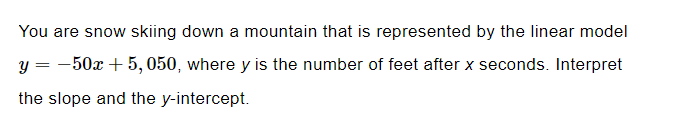 You are snow skiing down a mountain that is represented by the linear model
y = −50x + 5, 050, where y is the number of feet after x seconds. Interpret
the slope and the y-intercept.